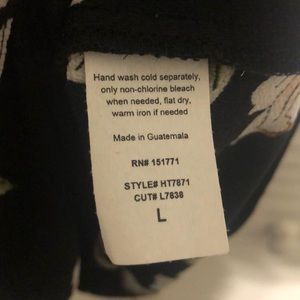 Hand wash cold separately,
only non-chlorine bleach
when needed, flat dry,
warm iron if needed
Made in Guatemala
RN# 151771
STYLE# HT7871
CUT# L7838
L